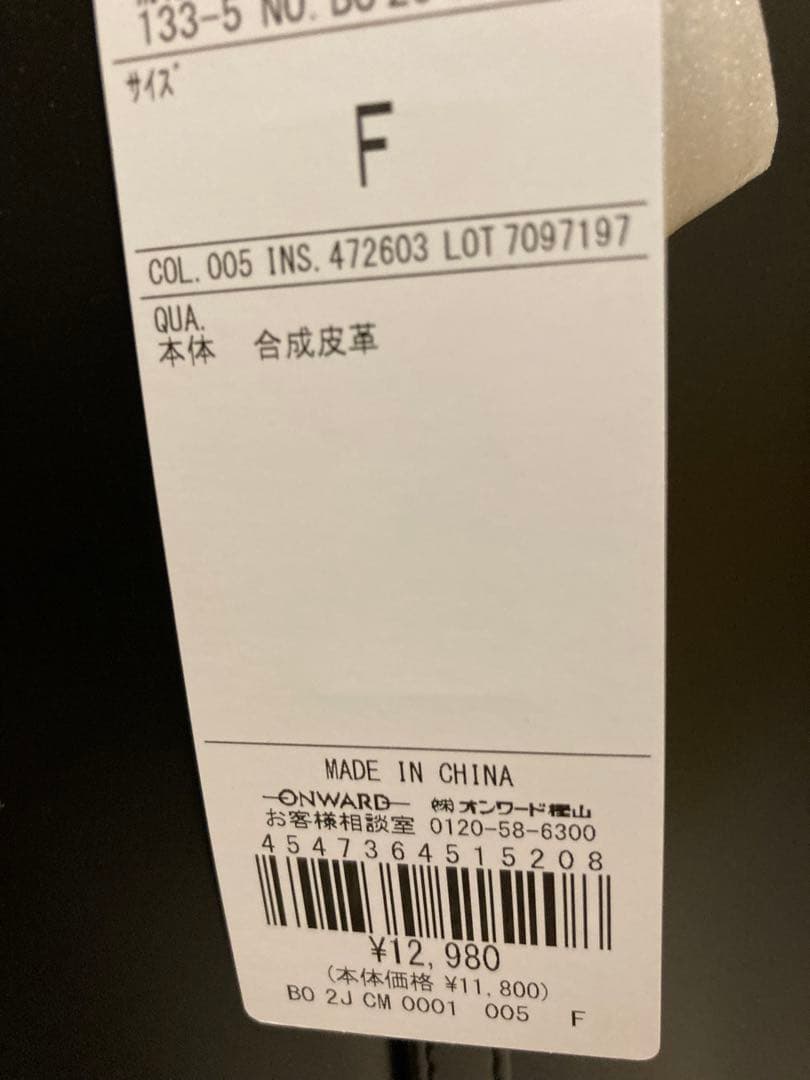 133-5 NO. BO
サイズ
F
COL. 005 INS. 472603 LOT 7097197
QUA.
本体 合成皮革
MADE IN CHINA
ONWARD ㈱オンワード樫山
お客様相談室 0120-58-6300
4547364515208
¥12,980
(本体価格 ¥11,800)
BO 2J CM 0001 005 F